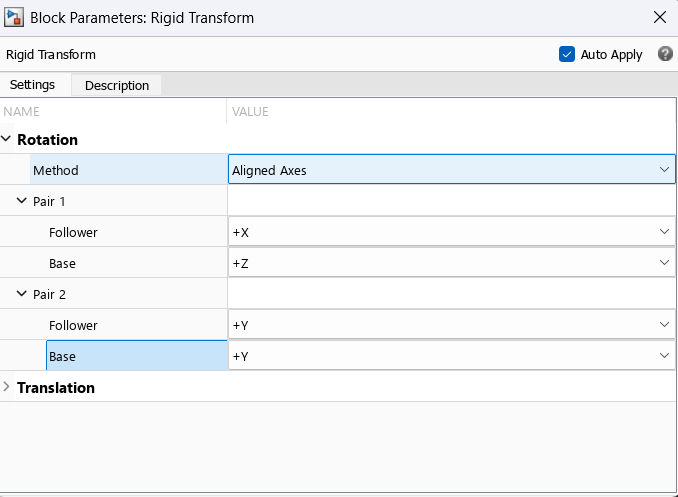 Block Parameters: Rigid Transform
Rigid Transform
Auto Apply
Settings Description
NAME VALUE
Rotation
Method Aligned Axes
Pair 1
Follower +X
Base +Z
Pair 2
Follower +Y
Base +Y
Translation